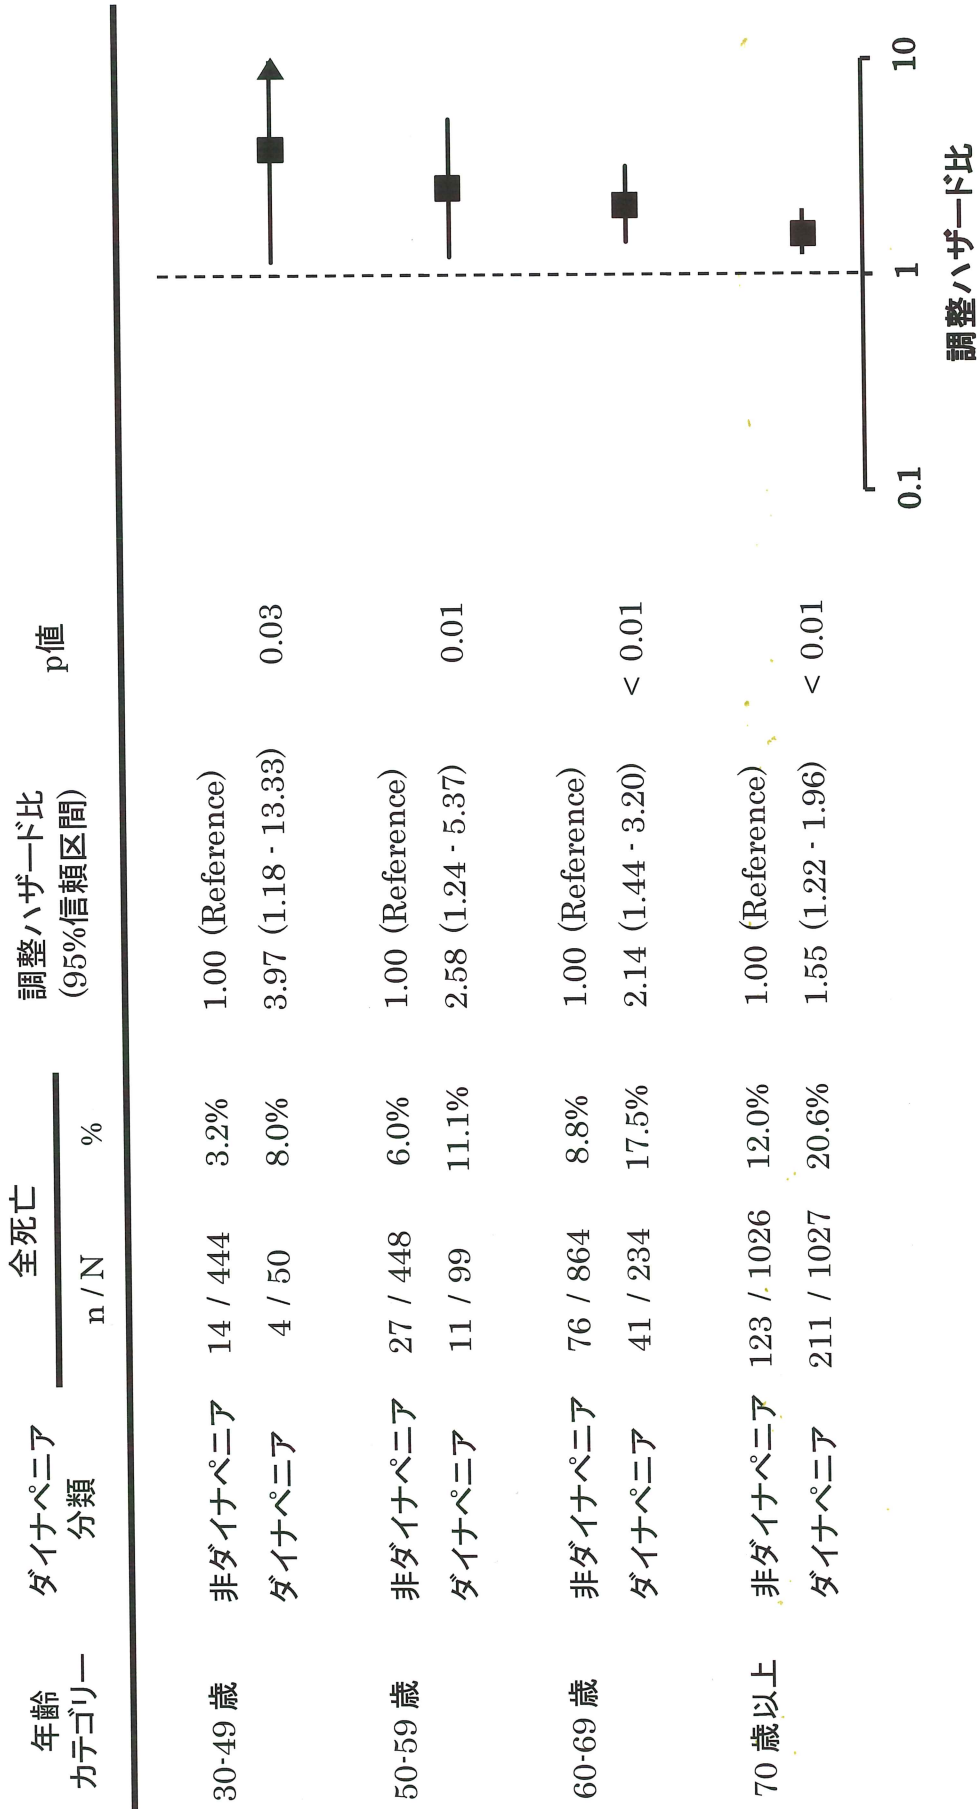 年齢
カテゴリー
ダイナペニア
分類
全死亡
n / N %
調整ハザード比
(95%信頼区間)
p値
30-49 歳 非ダイナペニア 14 / 444 3.2% 1.00 (Reference)
ダイナペニア 4 / 50 8.0% 3.97 (1.18 - 13.33) 0.03
50-59 歳 非ダイナペニア 27 / 448 6.0% 1.00 (Reference)
ダイナペニア 11 / 99 11.1% 2.58 (1.24 - 5.37) 0.01
60-69 歳 非ダイナペニア 76 / 864 8.8% 1.00 (Reference)
ダイナペニア 41 / 234 17.5% 2.14 (1.44 - 3.20) < 0.01
70 歳以上 非ダイナペニア 123 / 1026 12.0% 1.00 (Reference)
ダイナペニア 211 / 1027 20.6% 1.55 (1.22 - 1.96) < 0.01
0.1 1 10
調整ハザード比